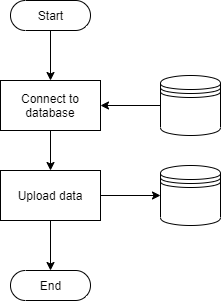 Start
Connect to
database
Upload data
End